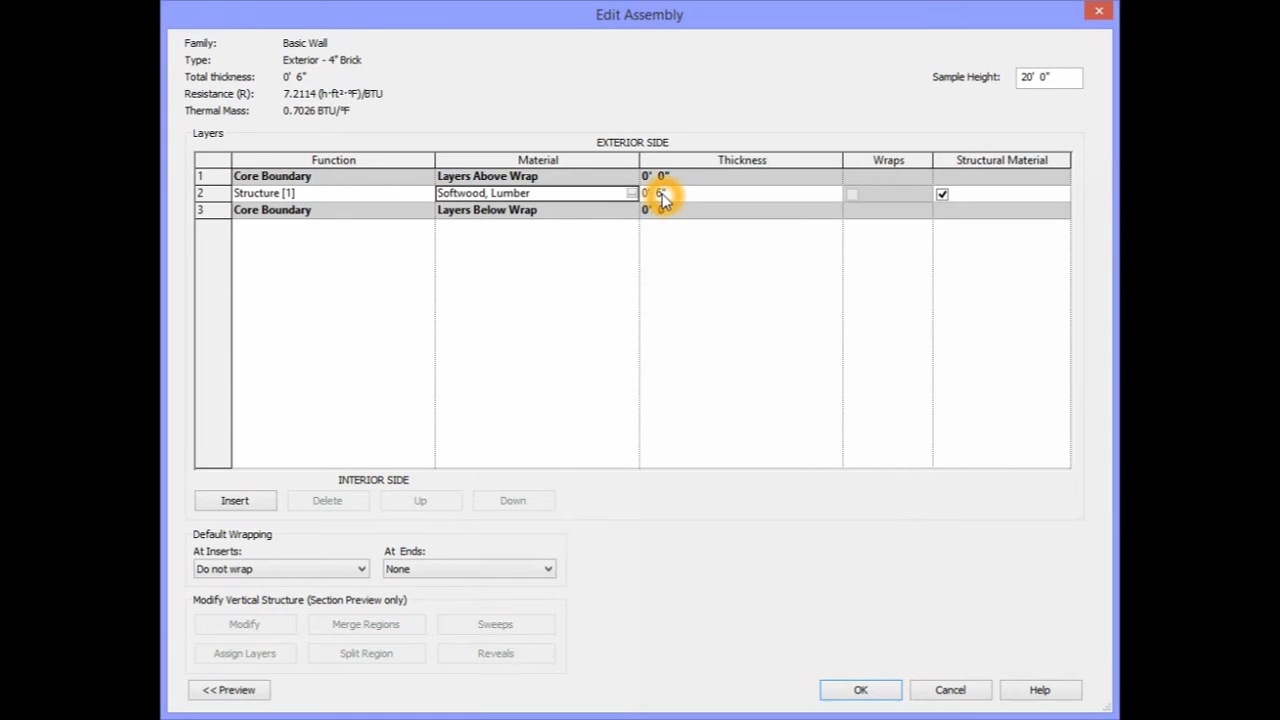 Edit Assembly
Family: Basic Wall
Type: Exterior - 4" Brick
Total thickness: 0' 6"
Sample Height: 20' 0"
Resistance (R): 7.2114 (h·ft²·°F)/BTU
Thermal Mass: 0.7026 BTU/°F
Layers
EXTERIOR SIDE
Function Material Thickness Wraps Structural Material
1 Core Boundary Layers Above Wrap 0' 0"
2 Structure [1] Softwood, Lumber 0' 6"
3 Core Boundary Layers Below Wrap 0' 0"
INTERIOR SIDE
Insert Delete Up Down
Default Wrapping
At Inserts: At Ends:
Do not wrap None
Modify Vertical Structure (Section Preview only)
Modify Merge Regions Sweeps
Assign Layers Split Region Reveals
<< Preview OK Cancel Help